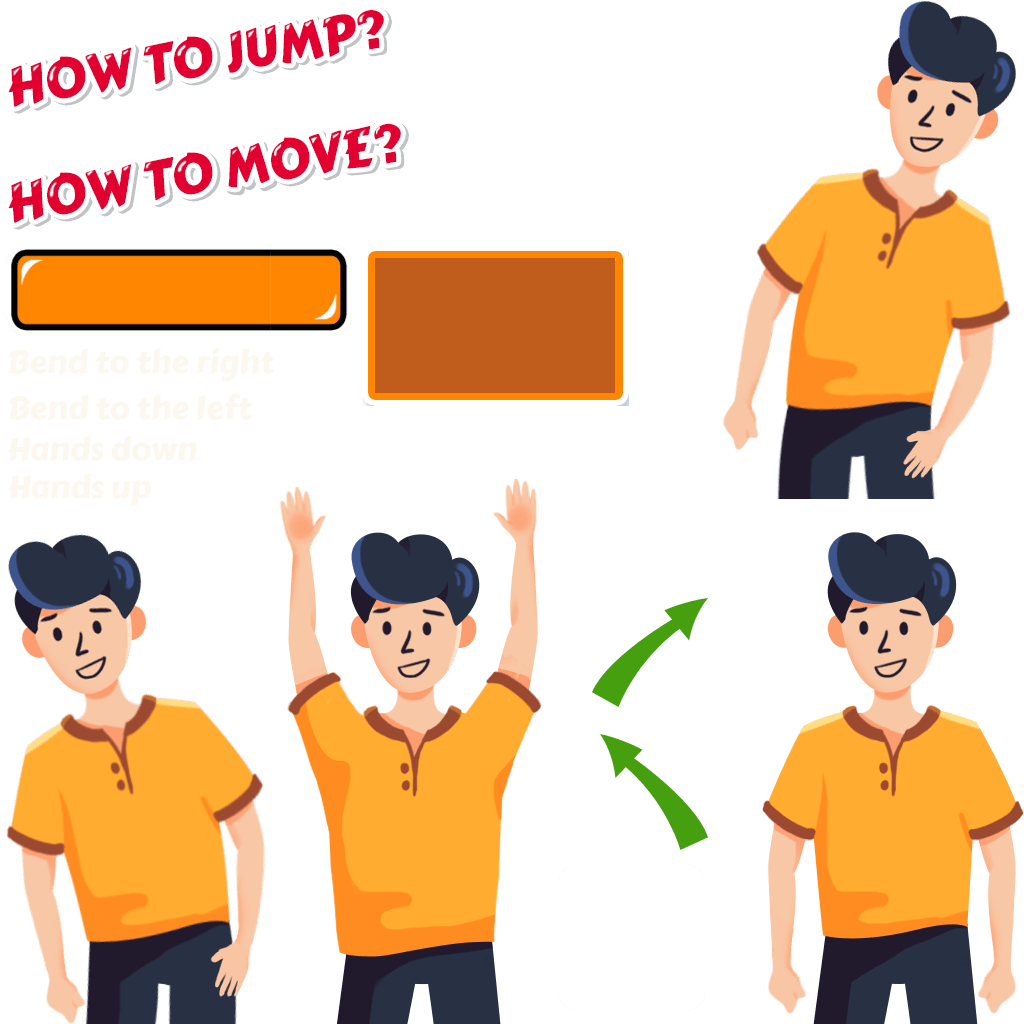 HOW TO JUMP?
HOW TO MOVE?
Bend to the right
Bend to the left
Hands down
Hands up